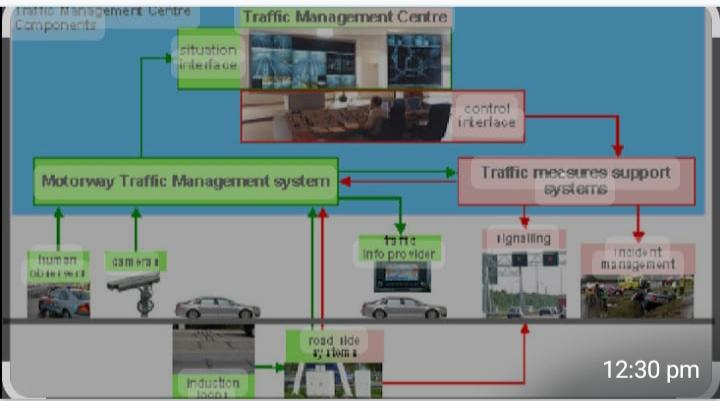 Traffic Management Centre
Components
Traffic Management Centre
situation
interface
control
interface
Motorway Traffic Management system
Traffic measures support
systems
human
observers
cameras
traffic
info provider
signalling
incident
management
road side
systems
induction
loops
12:30 pm